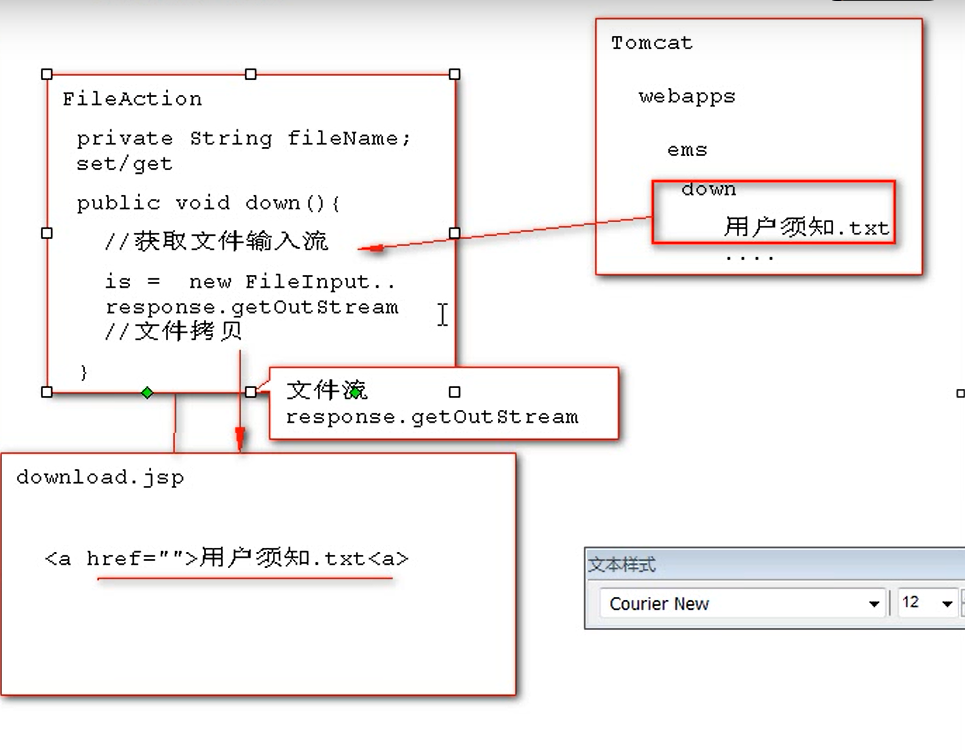 FileAction
private String fileName;
set/get
public void down(){
//获取文件输入流
is =  new FileInput..
response.getOutStream
//文件拷贝
}
Tomcat
webapps
ems
down
用户须知.txt
....
文件流
response.getOutStream
download.jsp
<a href="">用户须知.txt<a>
文本样式
Courier New
12